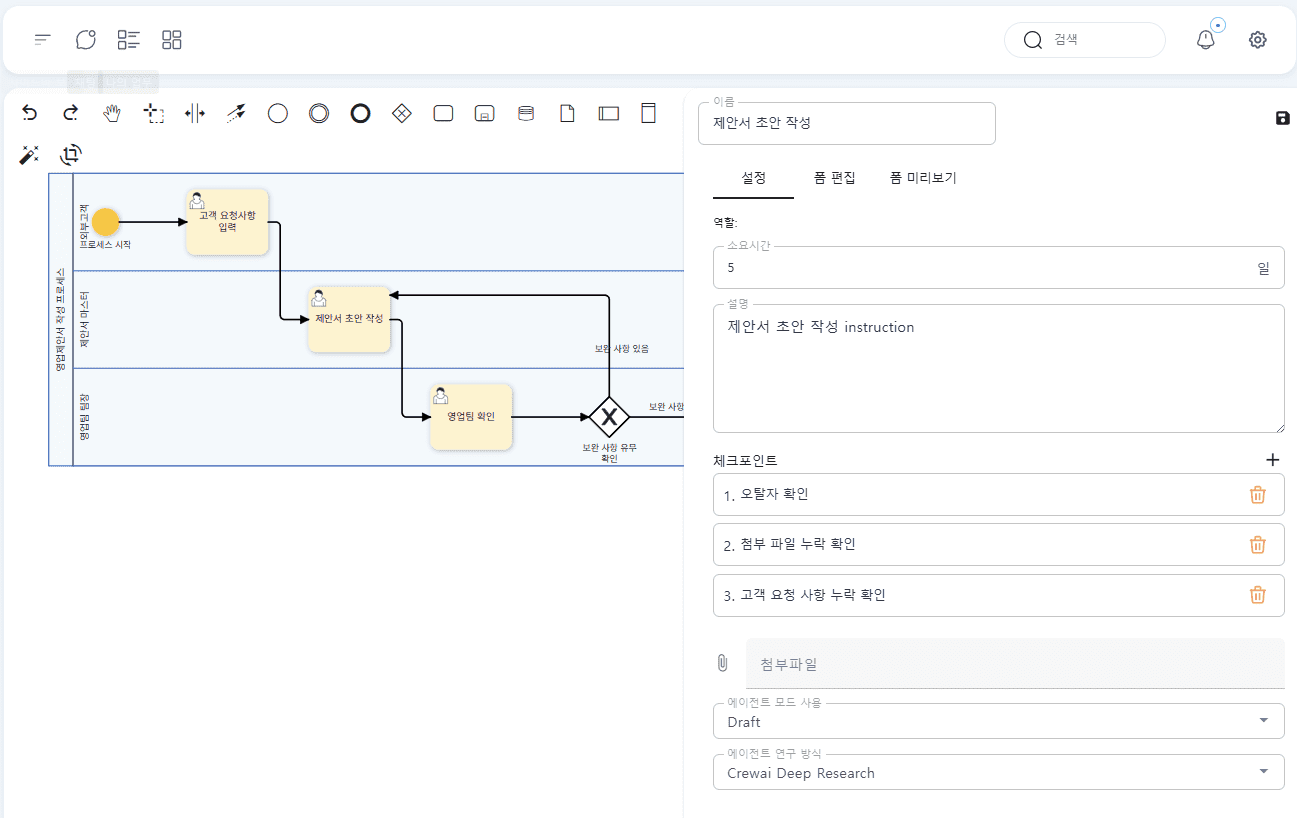 검색
이름
제안서 초안 작성
설정
폼 편집
폼 미리보기
역할:
소요시간
5
일
설명
제안서 초안 작성 instruction
체크포인트
1. 오탈자 확인
2. 첨부 파일 누락 확인
3. 고객 요청 사항 누락 확인
첨부파일
에이전트 모드 사용
Draft
에이전트 연구 방식
Crewai Deep Research
영업제안서 작성 프로세스
외부고객
프로세스 시작
고객 요청사항
입력
제안서 마스터
제안서 초안 작성
보완 사항 있음
영업팀 팀장
영업팀 확인
X
보완 사항 유무
확인
보완 사항